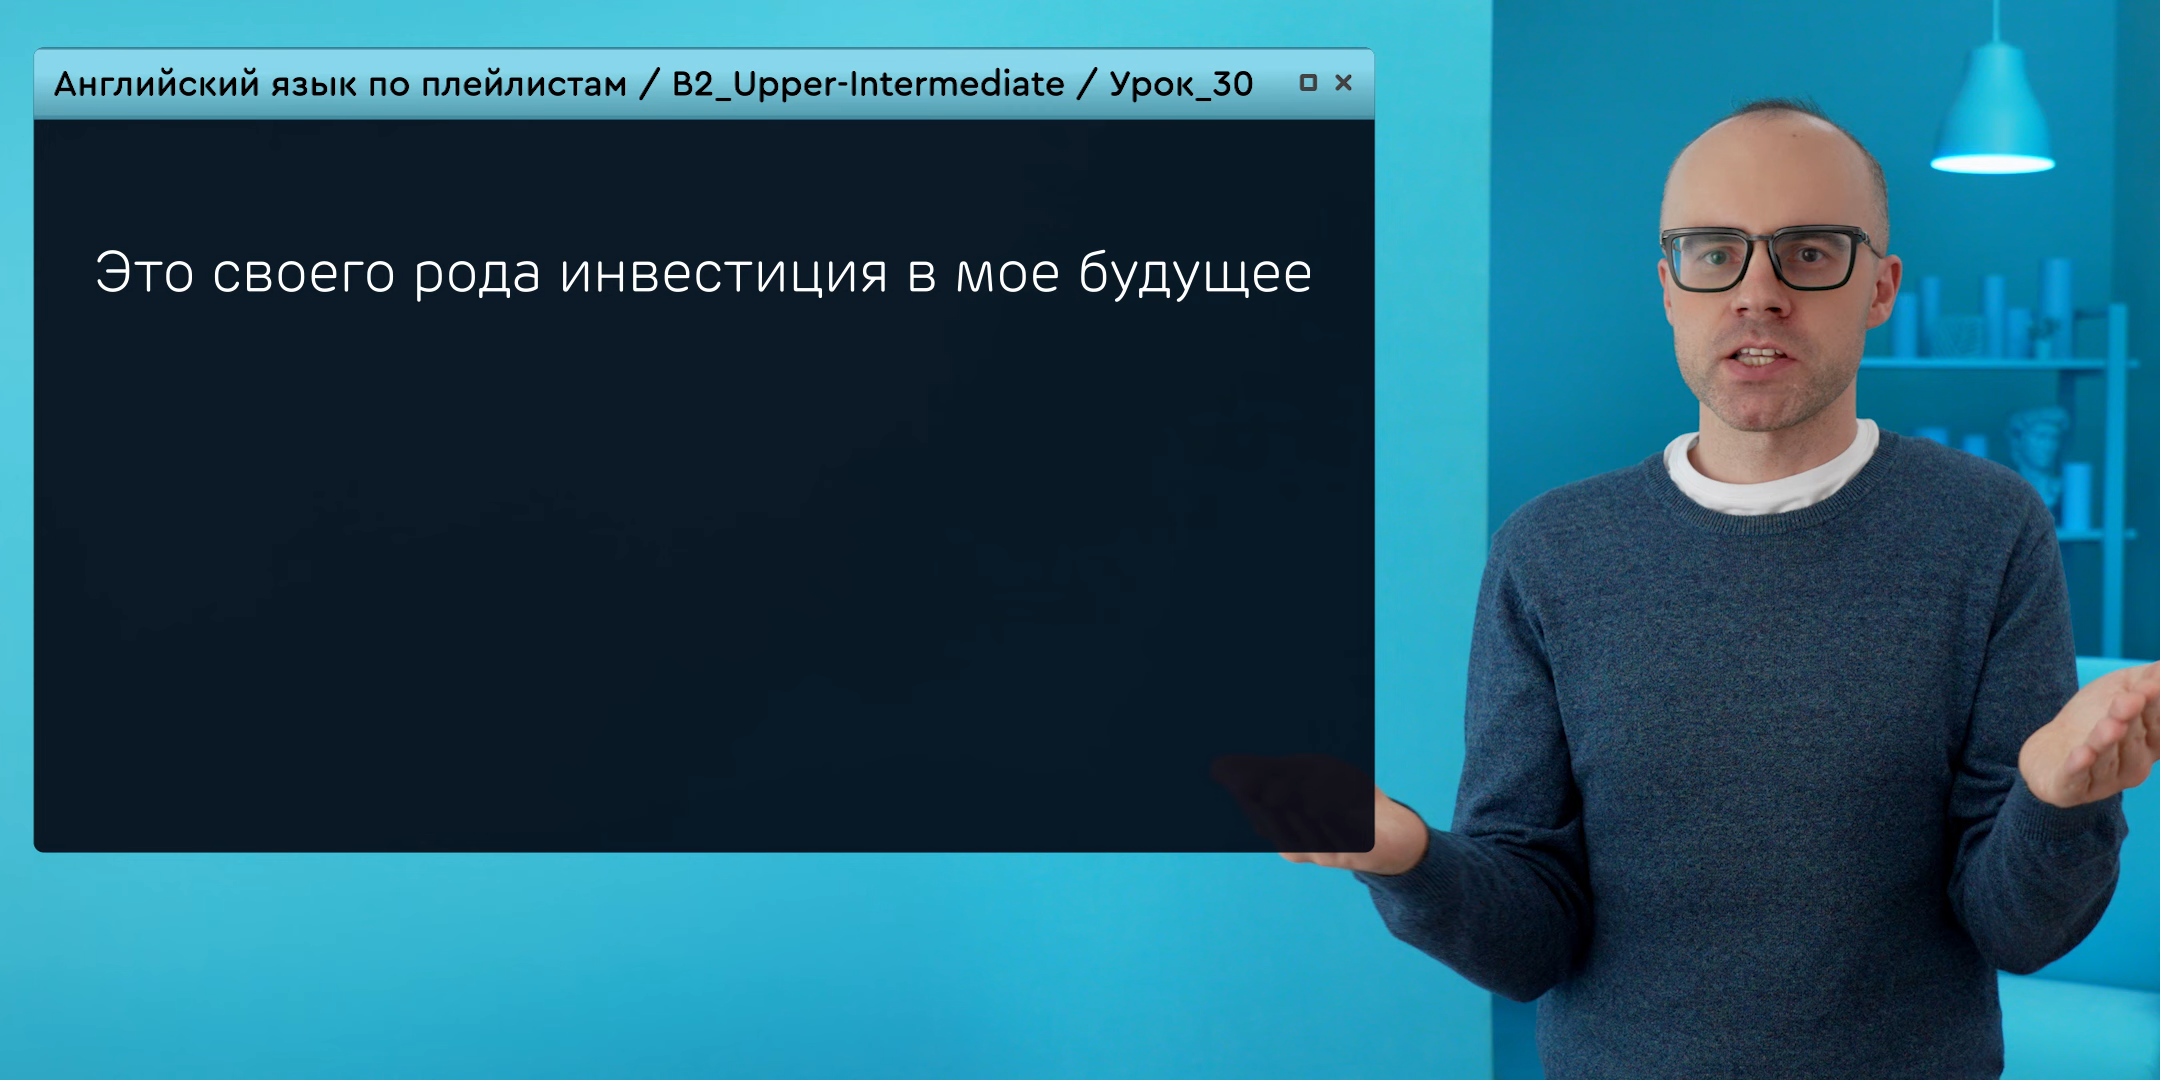 Английский язык по плейлистам / B2_Upper-Intermediate / Урок_30
Это своего рода инвестиция в мое будущее